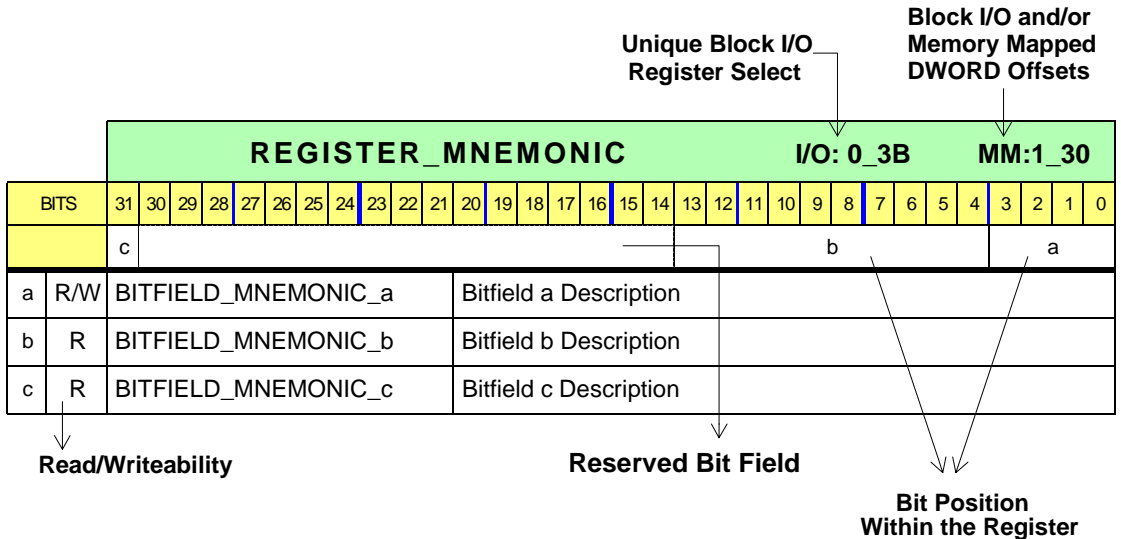 Unique Block I/O
Register Select
Block I/O and/or
Memory Mapped
DWORD Offsets
REGISTER_MNEMONIC I/O: 0_3B MM:1_30
BITS 31 30 29 28 27 26 25 24 23 22 21 20 19 18 17 16 15 14 13 12 11 10 9 8 7 6 5 4 3 2 1 0
c b a
a R/W BITFIELD_MNEMONIC_a Bitfield a Description
b R BITFIELD_MNEMONIC_b Bitfield b Description
c R BITFIELD_MNEMONIC_c Bitfield c Description
Read/Writeability
Reserved Bit Field
Bit Position
Within the Register